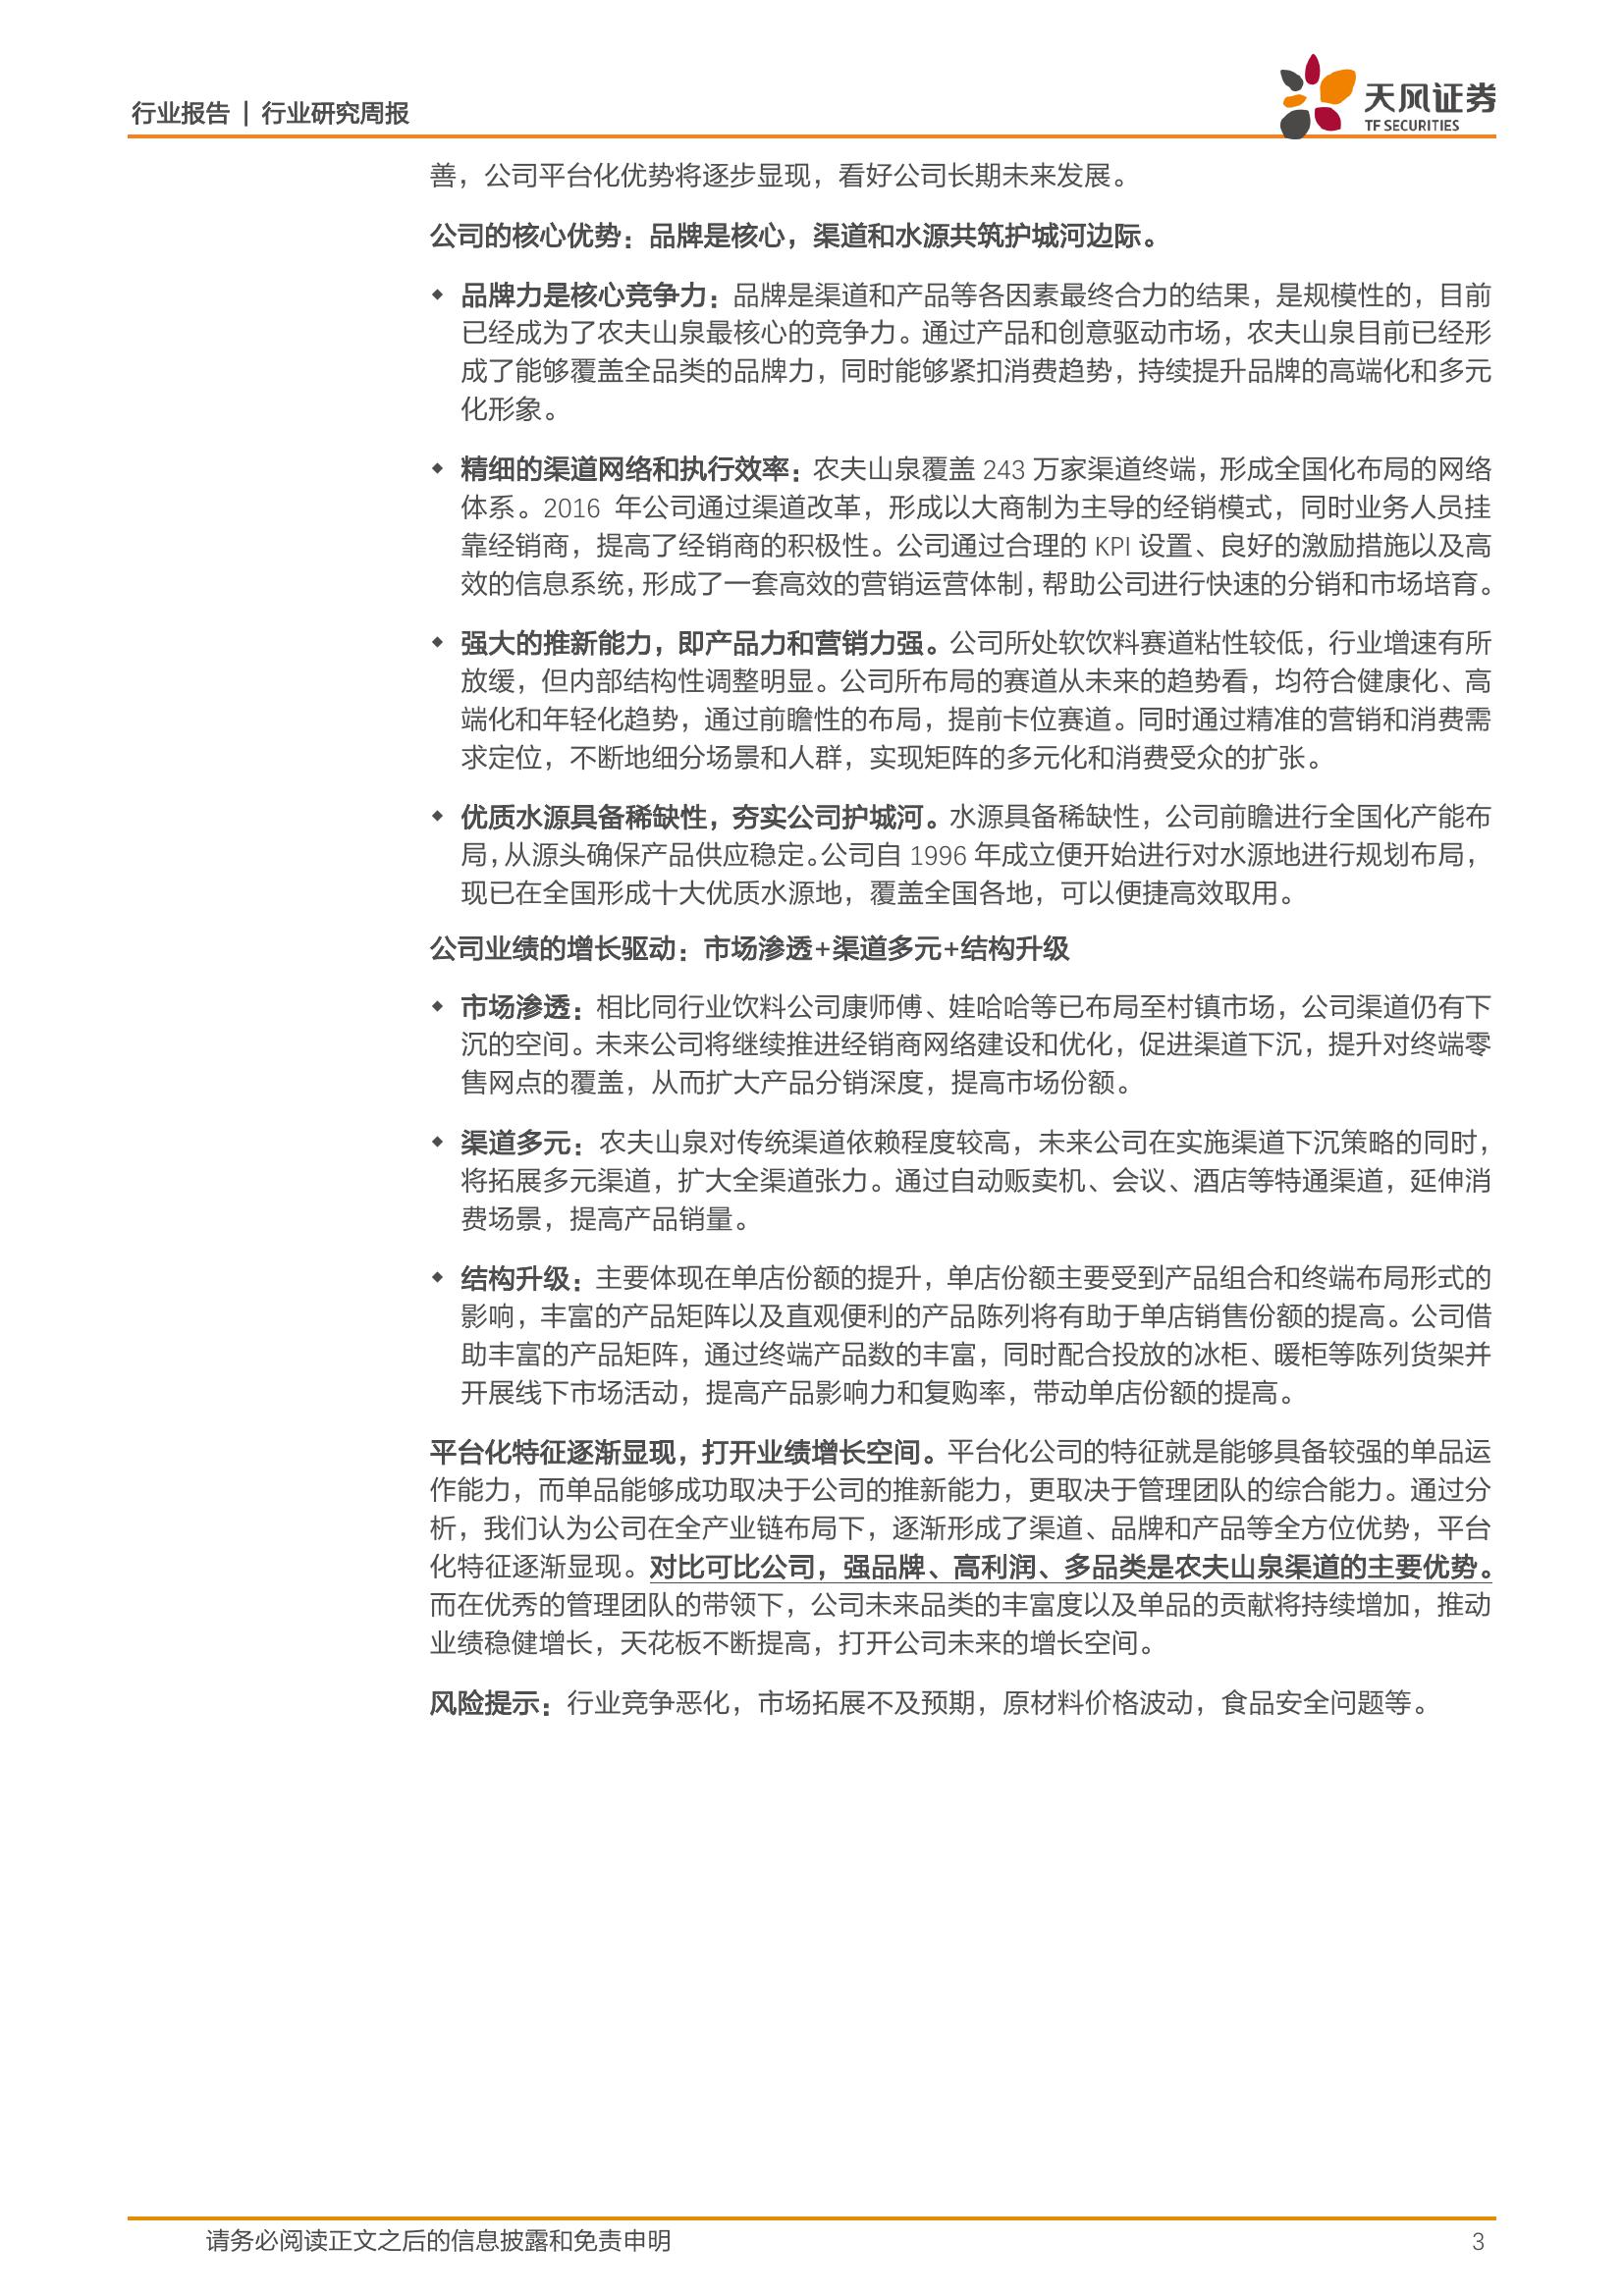 行业报告 | 行业研究周报
天风证券
TF SECURITIES
善，公司平台化优势将逐步显现，看好公司长期未来发展。
公司的核心优势：品牌是核心，渠道和水源共筑护城河边际。
◆ 品牌力是核心竞争力：品牌是渠道和产品等各因素最终合力的结果，是规模性的，目前
已经成为了农夫山泉最核心的竞争力。通过产品和创意驱动市场，农夫山泉目前已经形
成了能够覆盖全品类的品牌力，同时能够紧扣消费趋势，持续提升品牌的高端化和多元
化形象。
◆ 精细的渠道网络和执行效率：农夫山泉覆盖 243 万家渠道终端，形成全国化布局的网络
体系。2016 年公司通过渠道改革，形成以大商制为主导的经销模式，同时业务人员挂
靠经销商，提高了经销商的积极性。公司通过合理的 KPI 设置、良好的激励措施以及高
效的信息系统，形成了一套高效的营销运营体制，帮助公司进行快速的分销和市场培育。
◆ 强大的推新能力，即产品力和营销力强。公司所处软饮料赛道粘性较低，行业增速有所
放缓，但内部结构性调整明显。公司所布局的赛道从未来的趋势看，均符合健康化、高
端化和年轻化趋势，通过前瞻性的布局，提前卡位赛道。同时通过精准的营销和消费需
求定位，不断地细分场景和人群，实现矩阵的多元化和消费受众的扩张。
◆ 优质水源具备稀缺性，夯实公司护城河。水源具备稀缺性，公司前瞻进行全国化产能布
局，从源头确保产品供应稳定。公司自 1996 年成立便开始进行对水源地进行规划布局，
现已在全国形成十大优质水源地，覆盖全国各地，可以便捷高效取用。
公司业绩的增长驱动：市场渗透+渠道多元+结构升级
◆ 市场渗透：相比同行业饮料公司康师傅、娃哈哈等已布局至村镇市场，公司渠道仍有下
沉的空间。未来公司将继续推进经销商网络建设和优化，促进渠道下沉，提升对终端零
售网点的覆盖，从而扩大产品分销深度，提高市场份额。
◆ 渠道多元：农夫山泉对传统渠道依赖程度较高，未来公司在实施渠道下沉策略的同时，
将拓展多元渠道，扩大全渠道张力。通过自动贩卖机、会议、酒店等特通渠道，延伸消
费场景，提高产品销量。
◆ 结构升级：主要体现在单店份额的提升，单店份额主要受到产品组合和终端布局形式的
影响，丰富的产品矩阵以及直观便利的产品陈列将有助于单店销售份额的提高。公司借
助丰富的产品矩阵，通过终端产品数的丰富，同时配合投放的冰柜、暖柜等陈列货架并
开展线下市场活动，提高产品影响力和复购率，带动单店份额的提高。
平台化特征逐渐显现，打开业绩增长空间。平台化公司的特征就是能够具备较强的单品运
作能力，而单品能够成功取决于公司的推新能力，更取决于管理团队的综合能力。通过分
析，我们认为公司在全产业链布局下，逐渐形成了渠道、品牌和产品等全方位优势，平台
化特征逐渐显现。对比可比公司，强品牌、高利润、多品类是农夫山泉渠道的主要优势。
而在优秀的管理团队的带领下，公司未来品类的丰富度以及单品的贡献将持续增加，推动
业绩稳健增长，天花板不断提高，打开公司未来的增长空间。
风险提示：行业竞争恶化，市场拓展不及预期，原材料价格波动，食品安全问题等。
请务必阅读正文之后的信息披露和免责申明
3